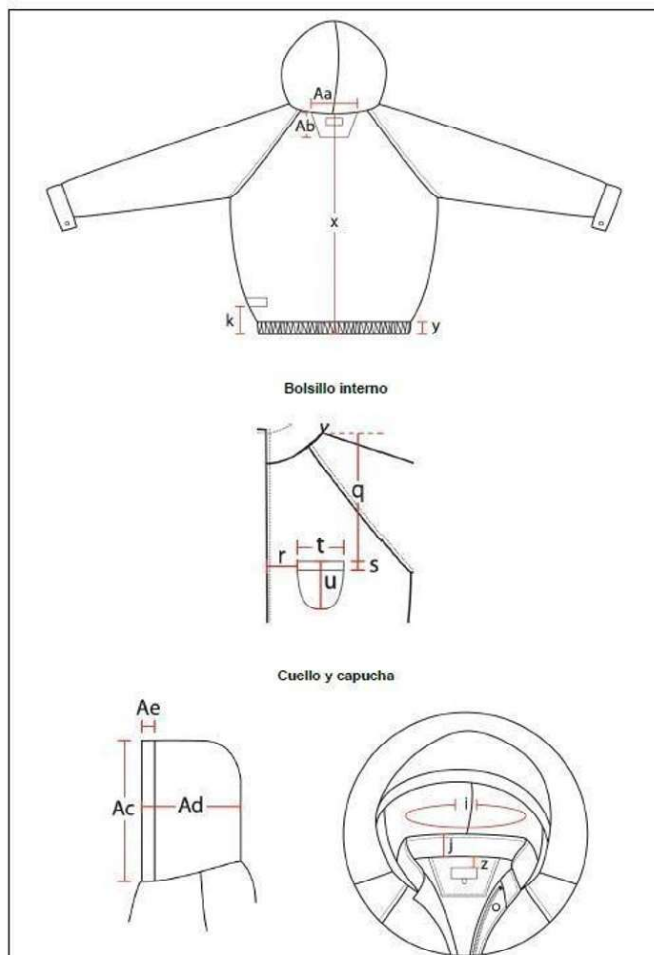 Aa
Ab
x
k
y
Bolsillo interno
q
t
r
s
u
Cuello y capucha
Ae
Ac
Ad
i
j
z